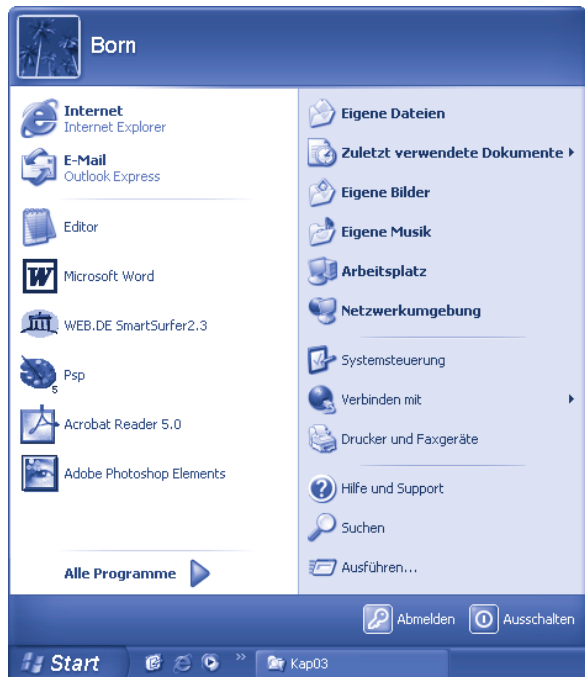 Born
Internet
Internet Explorer
E-Mail
Outlook Express
Editor
Microsoft Word
WEB.DE SmartSurfer2.3
Psp
5
Acrobat Reader 5.0
Adobe Photoshop Elements
Alle Programme
Eigene Dateien
Zuletzt verwendete Dokumente
Eigene Bilder
Eigene Musik
Arbeitsplatz
Netzwerkumgebung
Systemsteuerung
Verbinden mit
Drucker und Faxgeräte
Hilfe und Support
Suchen
Ausführen...
Abmelden
Ausschalten
Start
Kap03